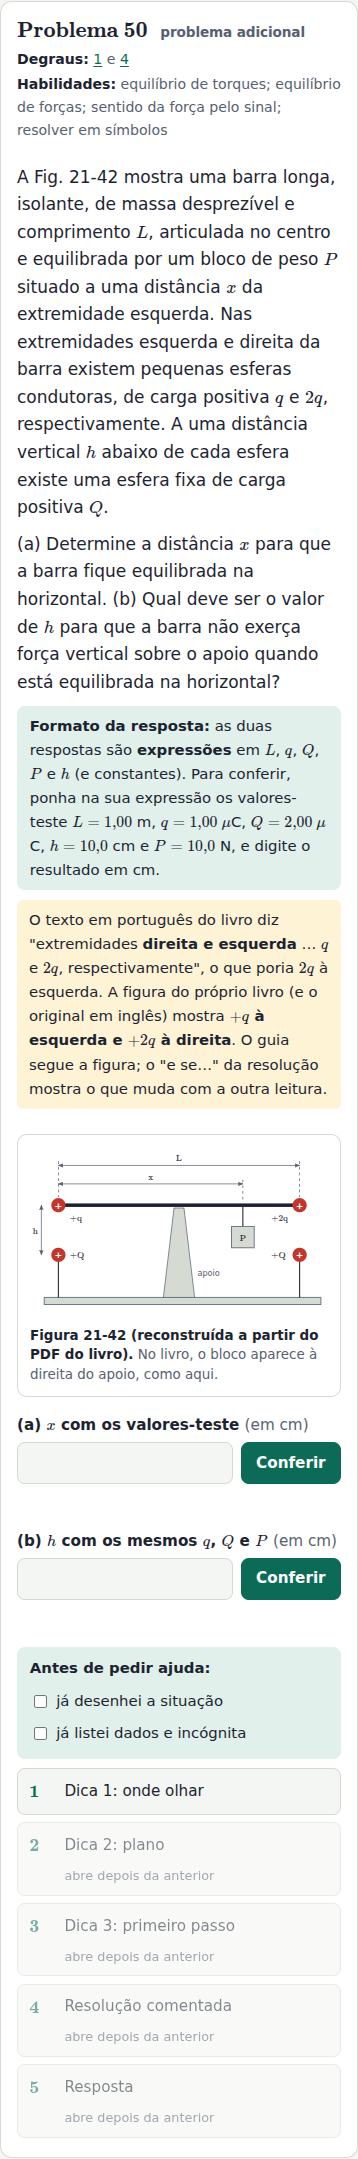 Problema 50 problema adicional
Degraus: 1 e 4
Habilidades: equilíbrio de torques; equilíbrio
de forças; sentido da força pelo sinal;
resolver em símbolos
A Fig. 21-42 mostra uma barra longa,
isolante, de massa desprezível e
comprimento L, articulada no centro
e equilibrada por um bloco de peso P
situado a uma distância x da
extremidade esquerda. Nas
extremidades esquerda e direita da
barra existem pequenas esferas
condutoras, de carga positiva q e 2q,
respectivamente. A uma distância
vertical h abaixo de cada esfera
existe uma esfera fixa de carga
positiva Q.
(a) Determine a distância x para que
a barra fique equilibrada na
horizontal. (b) Qual deve ser o valor
de h para que a barra não exerça
força vertical sobre o apoio quando
está equilibrada na horizontal?
Formato da resposta: as duas
respostas são expressões em L, q, Q,
P e h (e constantes). Para conferir,
ponha na sua expressão os valores-
teste L = 1,00 m, q = 1,00 μC, Q = 2,00 μ
C, h = 10,0 cm e P = 10,0 N, e digite o
resultado em cm.
O texto em português do livro diz
"extremidades direita e esquerda ... q
e 2q, respectivamente", o que poria 2q à
esquerda. A figura do próprio livro (e o
original em inglês) mostra +q à
esquerda e +2q à direita. O guia
segue a figura; o "e se…" da resolução
mostra o que muda com a outra leitura.
L
x
+ +
+q +2q
h
P
+ +Q +Q +
apoio
Figura 21-42 (reconstruída a partir do
PDF do livro). No livro, o bloco aparece à
direita do apoio, como aqui.
(a) x com os valores-teste (em cm)
Conferir
(b) h com os mesmos q, Q e P (em cm)
Conferir
Antes de pedir ajuda:
já desenhei a situação
já listei dados e incógnita
1 Dica 1: onde olhar
2 Dica 2: plano
abre depois da anterior
3 Dica 3: primeiro passo
abre depois da anterior
4 Resolução comentada
abre depois da anterior
5 Resposta
abre depois da anterior